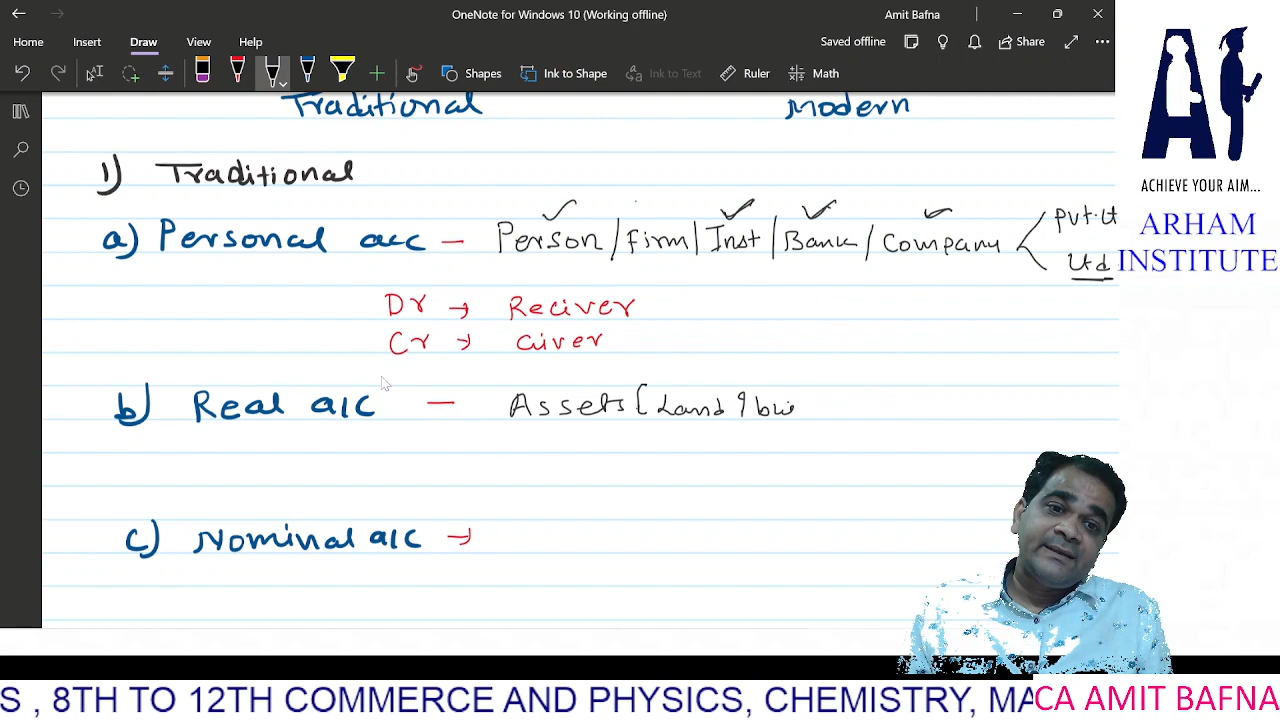 OneNote for Windows 10 (Working offline)
Amit Bafna
Home Insert Draw View Help
Saved offline
Share
Shapes
Ink to Shape
Ink to Text
Ruler
Math
Traditional Modern
1) Traditional
a) Personal a/c - Person / Firm / Inst / Bank / Company < Pvt. Lt
Ltd
Dr → Reciver
Cr → Giver
b) Real a/c - Assets [Land &
c) Nominal a/c →
ACHIEVE YOUR AIM...
ARHAM
INSTITUTE
S , 8TH TO 12TH COMMERCE AND PHYSICS, CHEMISTRY, MA
CA AMIT BAFNA